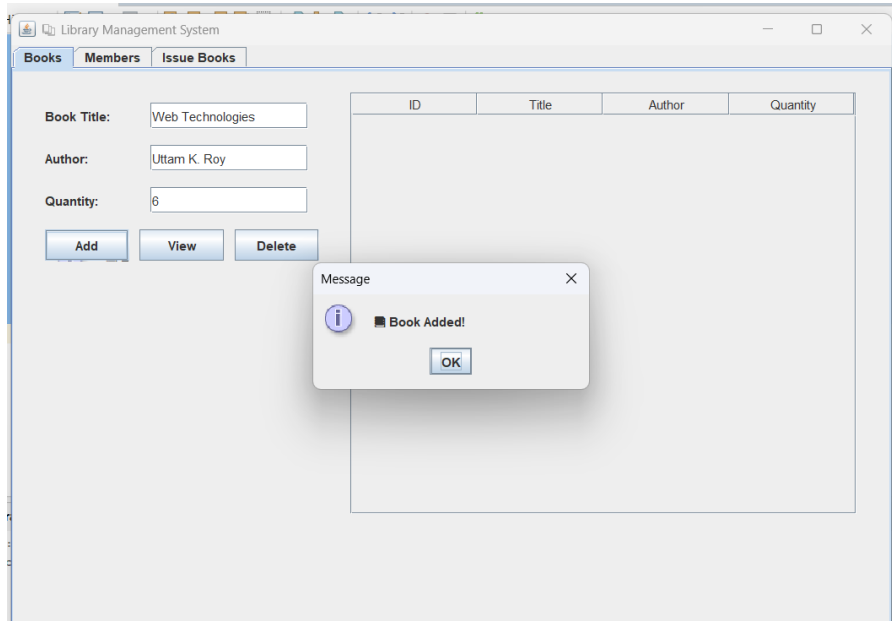 Library Management System
Books Members Issue Books
Book Title: Web Technologies
Author: Uttam K. Roy
Quantity: 6
Add View Delete
ID Title Author Quantity
Message
Book Added!
OK